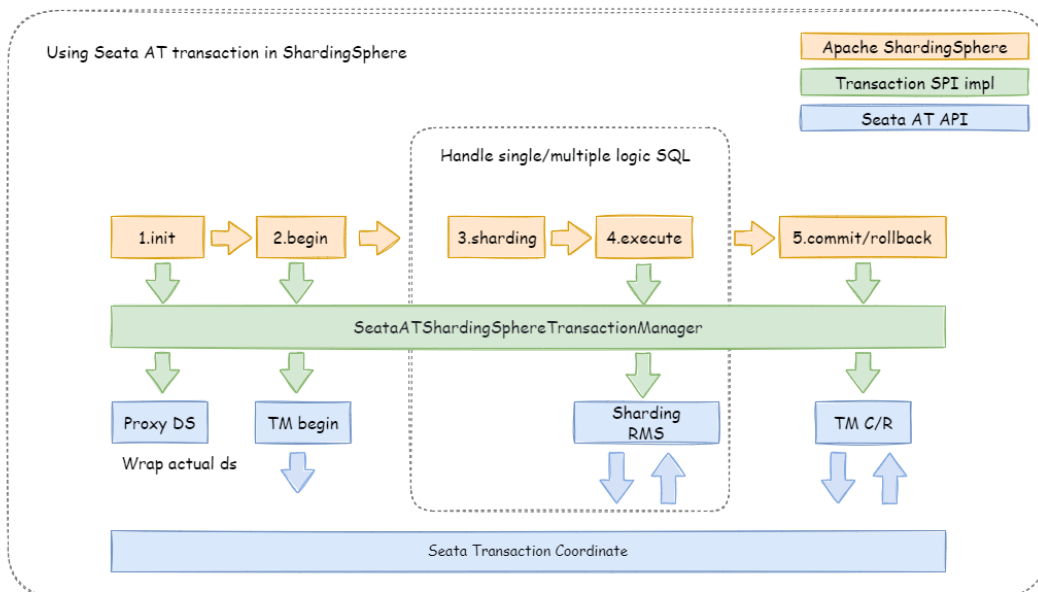 Using Seata AT transaction in ShardingSphere
Apache ShardingSphere
Transaction SPI impl
Seata AT API
Handle single/multiple logic SQL
1.init
2.begin
3.sharding
4.execute
5.commit/rollback
SeataATShardingSphereTransactionManager
Proxy DS
TM begin
Sharding
RMS
TM C/R
Wrap actual ds
Seata Transaction Coordinate